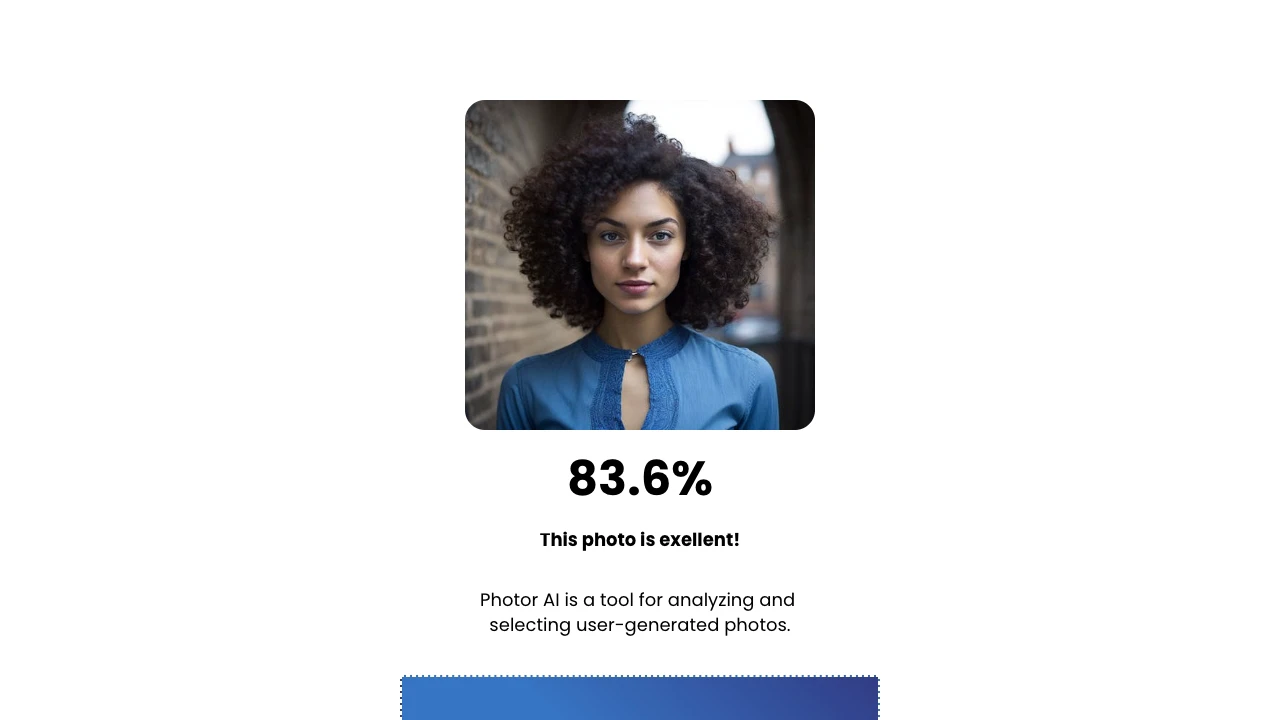 83.6%
This photo is exellent!
Photor AI is a tool for analyzing and
selecting user-generated photos.